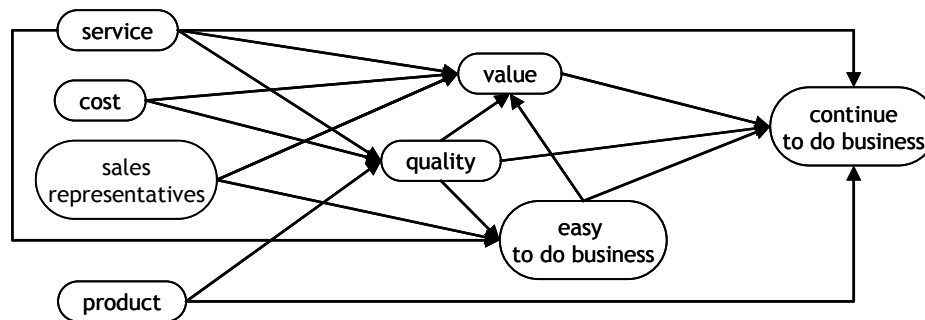 service
value
cost
continue
to do business
quality
sales
representatives
easy
to do business
product